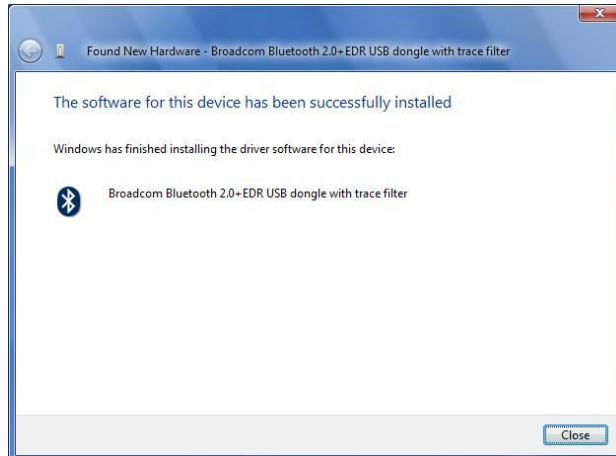 Found New Hardware - Broadcom Bluetooth 2.0+EDR USB dongle with trace filter
The software for this device has been successfully installed
Windows has finished installing the driver software for this device:
Broadcom Bluetooth 2.0+EDR USB dongle with trace filter
Close